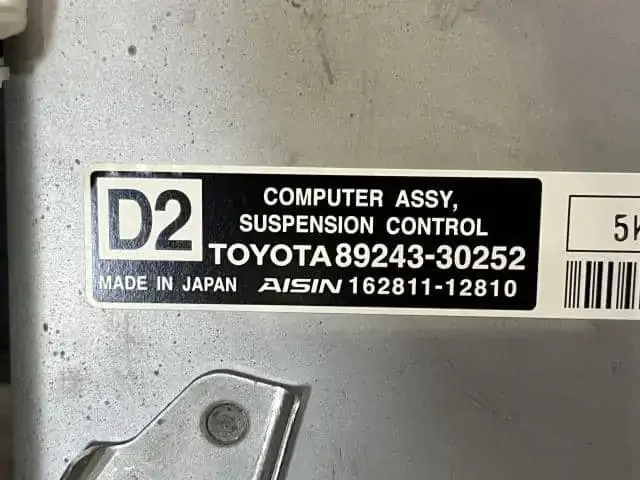 D2
COMPUTER ASSY,
SUSPENSION CONTROL
TOYOTA 89243-30252
MADE IN JAPAN AISIN 162811-12810